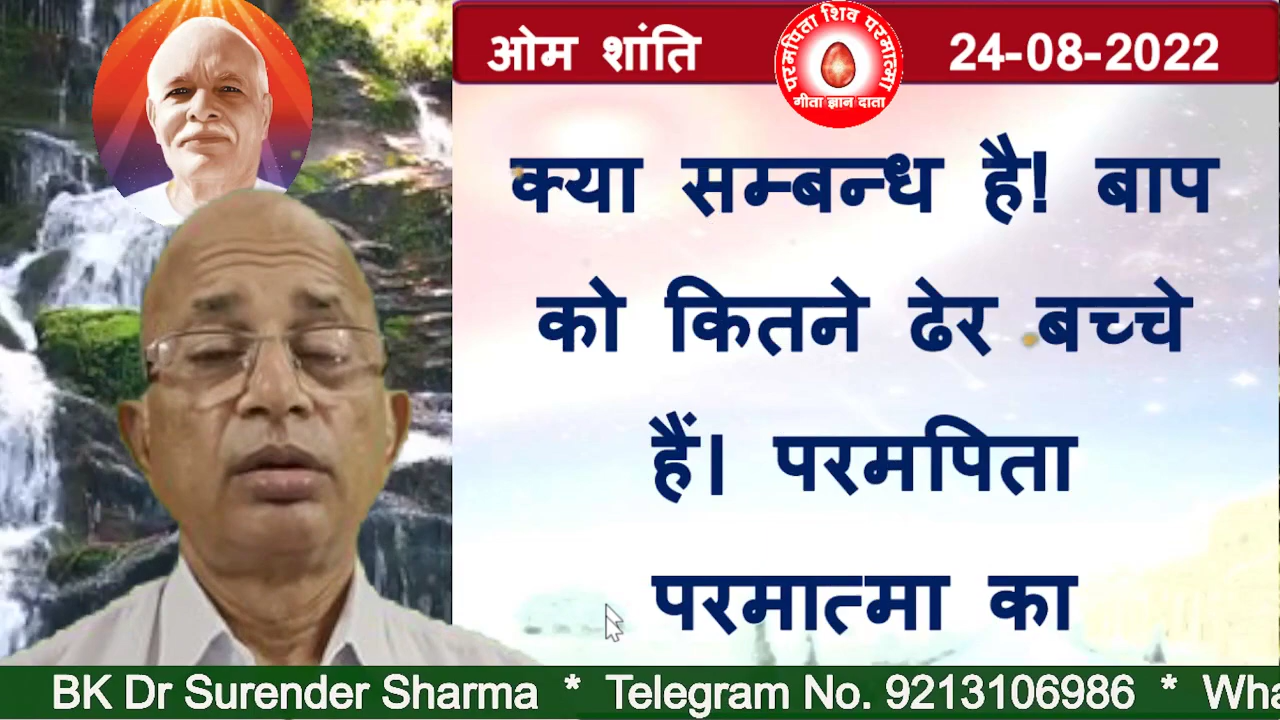 ओम शांति
परमपिता शिव परमात्मा
गीता ज्ञान दाता
24-08-2022
क्या सम्बन्ध है! बाप
को कितने ढेर बच्चे
हैं। परमपिता
परमात्मा का
BK Dr Surender Sharma * Telegram No. 9213106986 * Wha